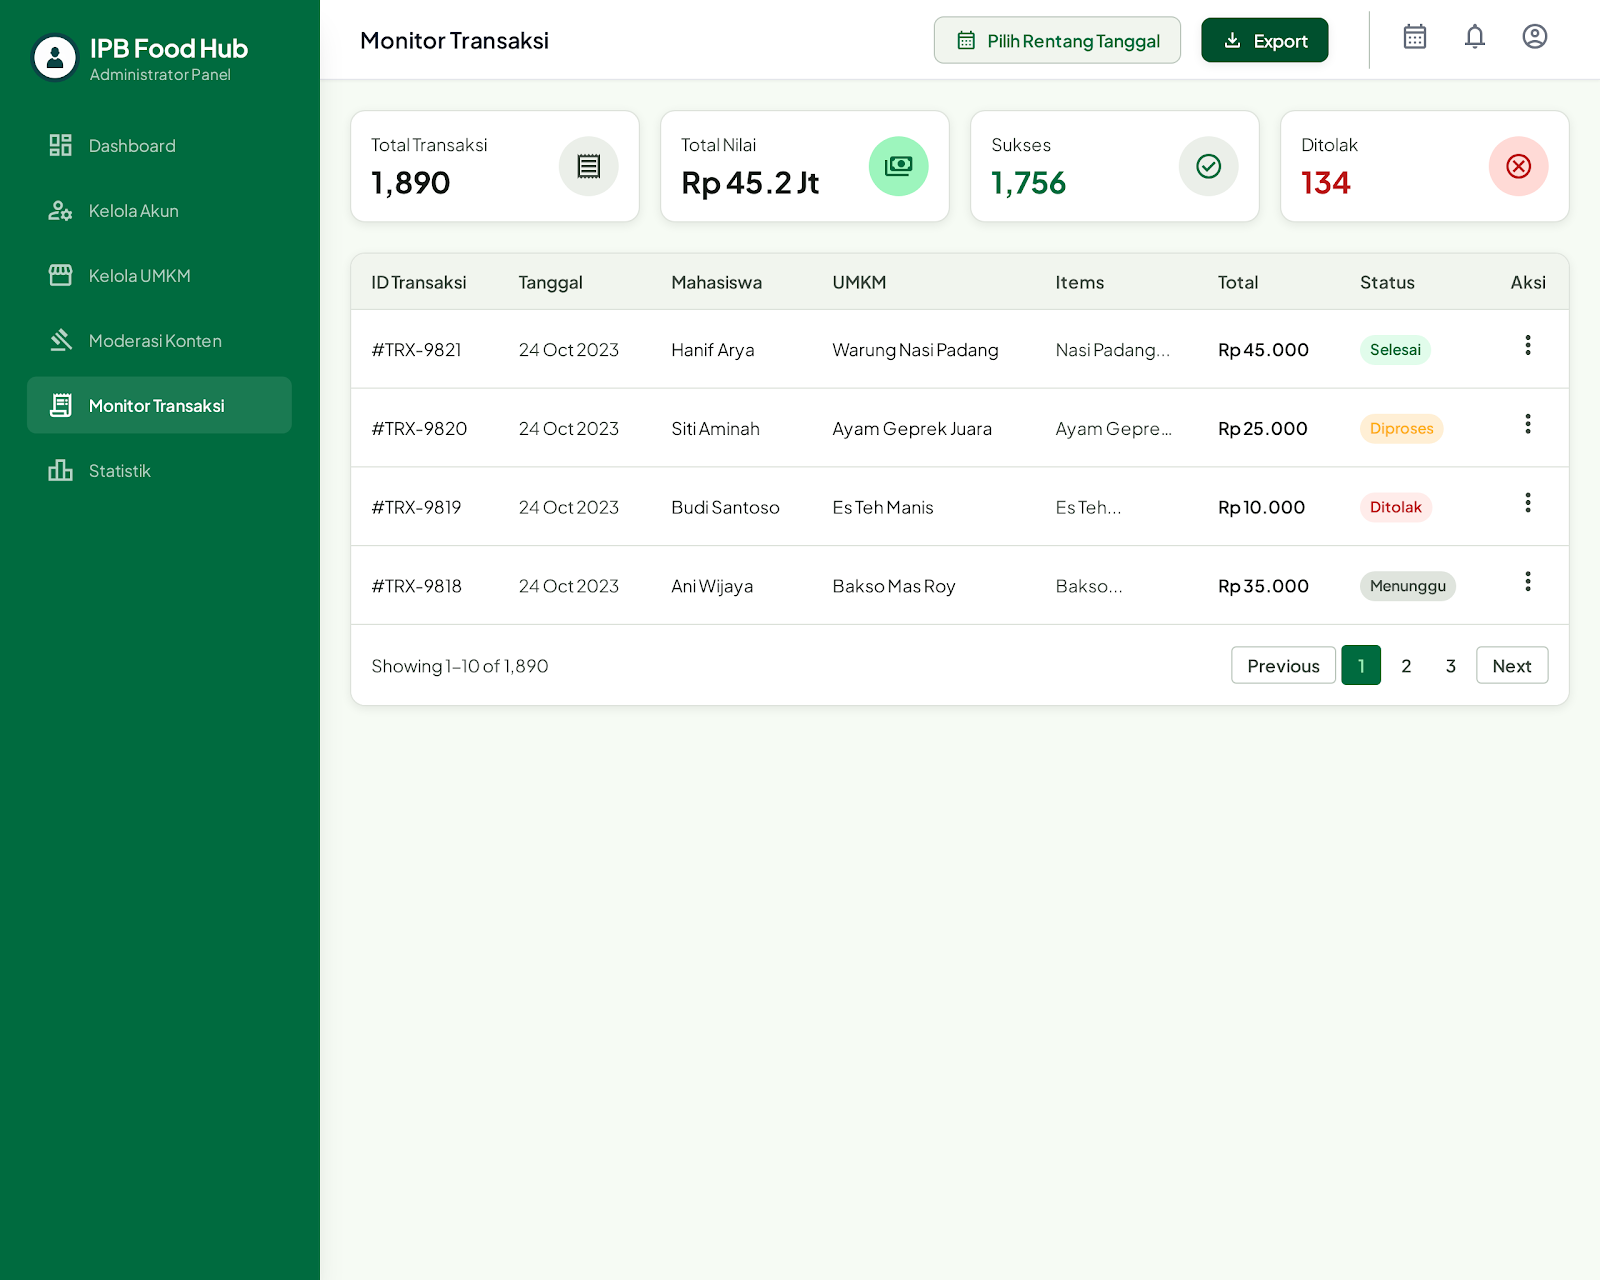 IPB Food Hub
Administrator Panel
Dashboard
Kelola Akun
Kelola UMKM
Moderasi Konten
Monitor Transaksi
Statistik
Monitor Transaksi
Pilih Rentang Tanggal
Export
Total Transaksi
1,890
Total Nilai
Rp 45.2 Jt
Sukses
1,756
Ditolak
134
ID Transaksi Tanggal Mahasiswa UMKM Items Total Status Aksi
#TRX-9821 24 Oct 2023 Hanif Arya Warung Nasi Padang Nasi Padang... Rp 45.000 Selesai
#TRX-9820 24 Oct 2023 Siti Aminah Ayam Geprek Juara Ayam Gepre... Rp 25.000 Diproses
#TRX-9819 24 Oct 2023 Budi Santoso Es Teh Manis Es Teh... Rp 10.000 Ditolak
#TRX-9818 24 Oct 2023 Ani Wijaya Bakso Mas Roy Bakso... Rp 35.000 Menunggu
Showing 1–10 of 1,890
Previous 1 2 3 Next